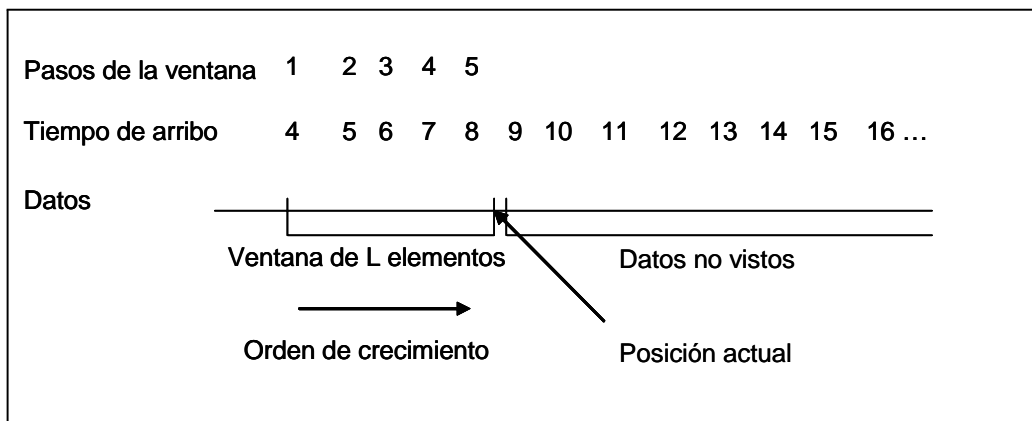 Pasos de la ventana 1 2 3 4 5
Tiempo de arribo 4 5 6 7 8 9 10 11 12 13 14 15 16 ...
Datos
Ventana de L elementos Datos no vistos
Orden de crecimiento Posición actual